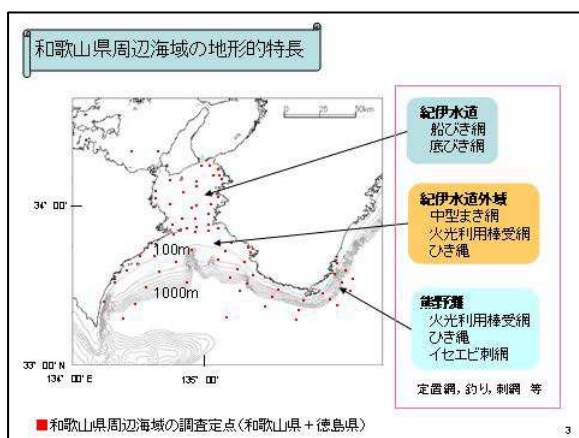 和歌山県周辺海域の地形的特長
0 25 50km
34° 00'
100m
1000m
33° 00' N
134° 00' E
135° 00'
紀伊水道
船びき網
底びき網
紀伊水道外域
中型まき網
火光利用棒受網
ひき縄
熊野灘
火光利用棒受網
ひき縄
イセエビ刺網
定置網，釣り，刺網 等
■和歌山県周辺海域の調査定点（和歌山県＋徳島県）
3